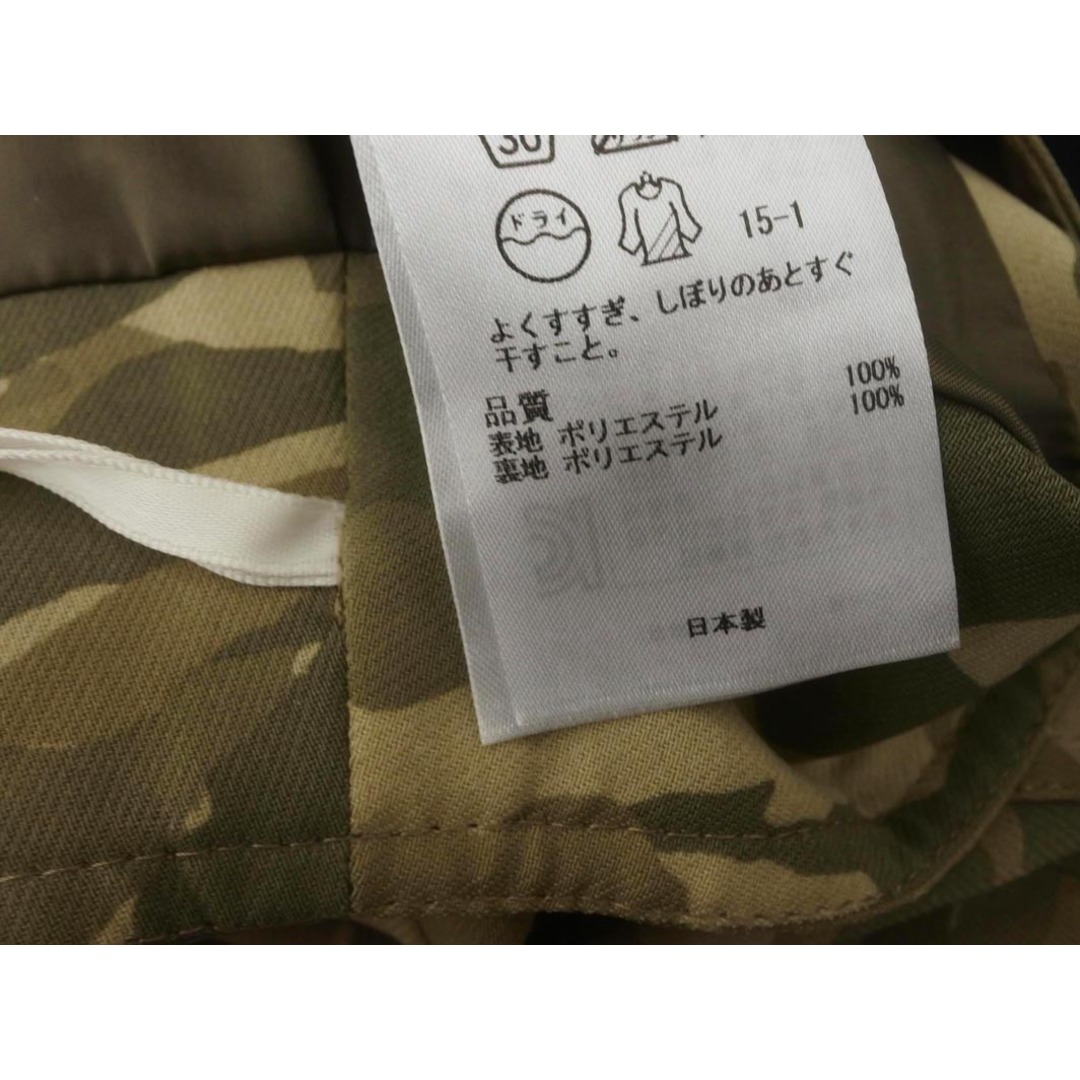 30
ドライ
15-1
よくすすぎ、しぼりのあとすぐ
干すこと。
品質
表地 ポリエステル 100%
裏地 ポリエステル 100%
日本製